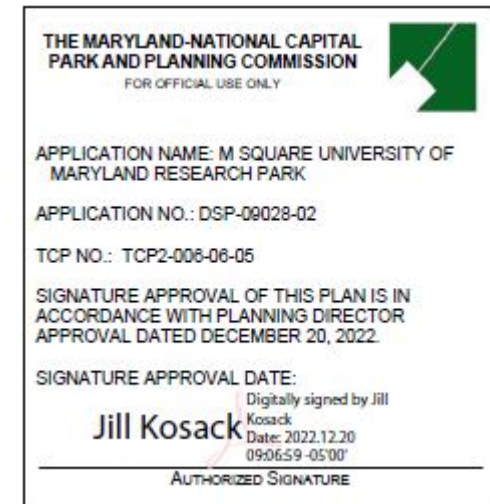 THE MARYLAND-NATIONAL CAPITAL
PARK AND PLANNING COMMISSION
FOR OFFICIAL USE ONLY
APPLICATION NAME: M SQUARE UNIVERSITY OF
MARYLAND RESEARCH PARK
APPLICATION NO.: DSP-09028-02
TCP NO.: TCP2-006-06-05
SIGNATURE APPROVAL OF THIS PLAN IS IN
ACCORDANCE WITH PLANNING DIRECTOR
APPROVAL DATED DECEMBER 20, 2022.
SIGNATURE APPROVAL DATE:
Jill Kosack
Digitally signed by Jill
Kosack
Date: 2022.12.20
09:06:59 -05'00'
AUTHORIZED SIGNATURE